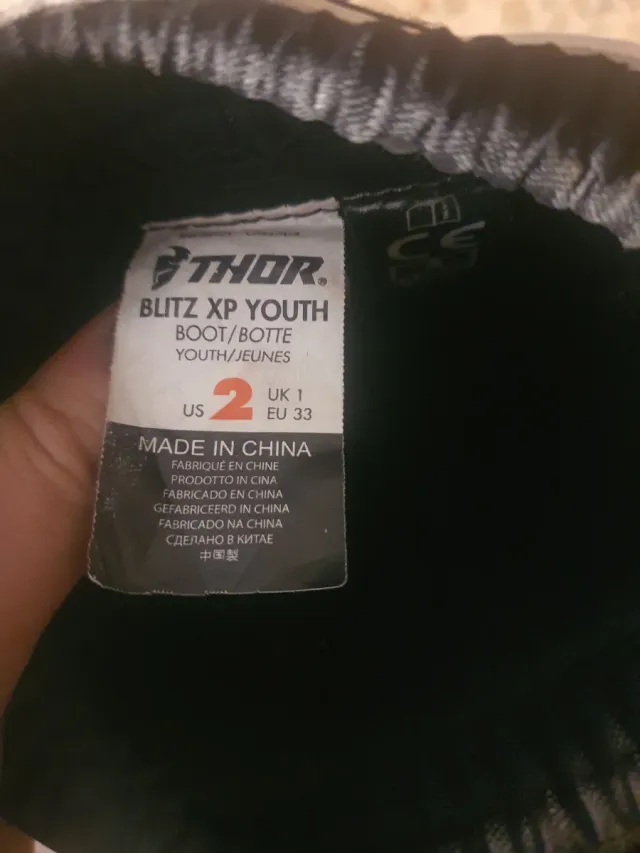 THOR®
BLITZ XP YOUTH
BOOT/BOTTE
YOUTH/JEUNES
US 2 UK 1
EU 33
MADE IN CHINA
FABRIQUÉ EN CHINE
PRODOTTO IN CINA
FABRICADO EN CHINA
GEFABRICEERD IN CHINA
FABRICADO NA CHINA
СДЕЛАНО В КИТАЕ
中国製
CE